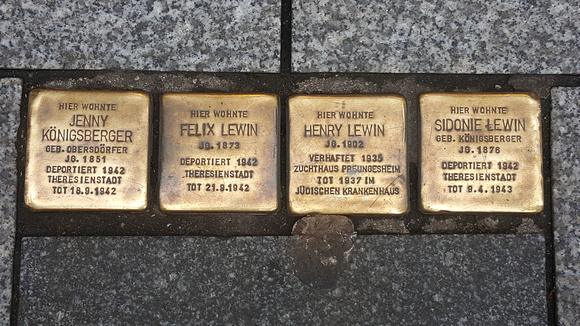 HIER WOHNTE
JENNY
KÖNIGSBERGER
GEB. OBERSDÖRFER
JG. 1851
DEPORTIERT 1942
THERESIENSTADT
TOT 18.9.1942
HIER WOHNTE
FELIX LEWIN
JG. 1873
DEPORTIERT 1942
THERESIENSTADT
TOT 21.9.1942
HIER WOHNTE
HENRY LEWIN
JG. 1902
VERHAFTET 1935
ZUCHTHAUS PREUNGESHEIM
TOT 1937 IM
JÜDISCHEN KRANKENHAUS
HIER WOHNTE
SIDONIE LEWIN
GEB. KÖNIGSBERGER
JG. 1876
DEPORTIERT 1942
THERESIENSTADT
TOT 9.4.1943